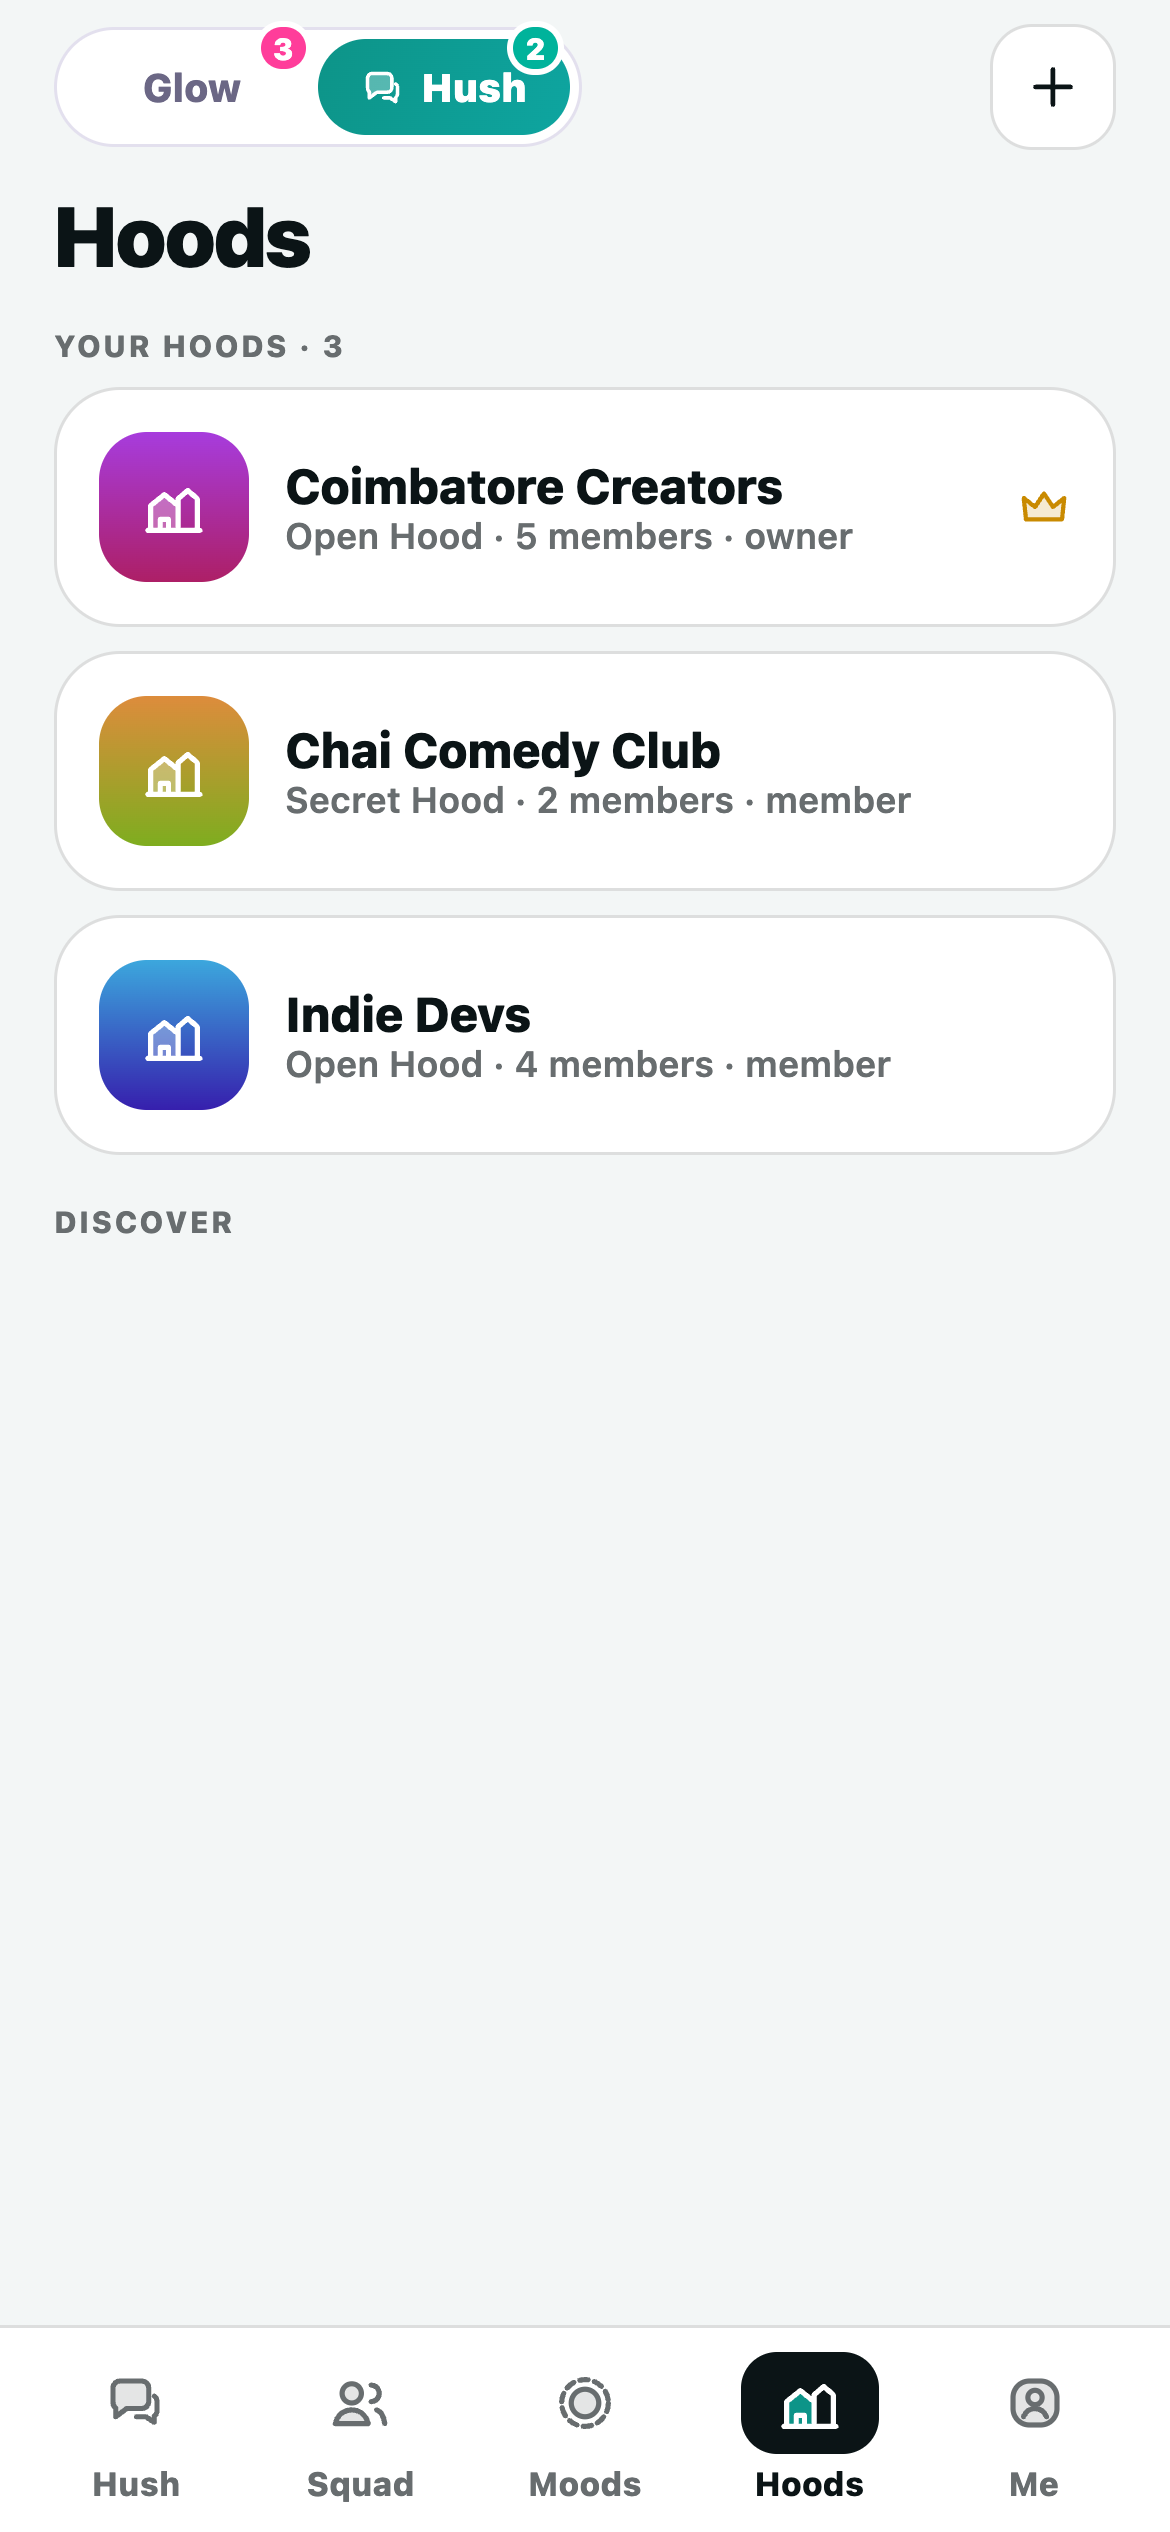 Glow
3
Hush
2
Hoods
YOUR HOODS · 3
Coimbatore Creators
Open Hood · 5 members · owner
Chai Comedy Club
Secret Hood · 2 members · member
Indie Devs
Open Hood · 4 members · member
DISCOVER
Hush
Squad
Moods
Hoods
Me